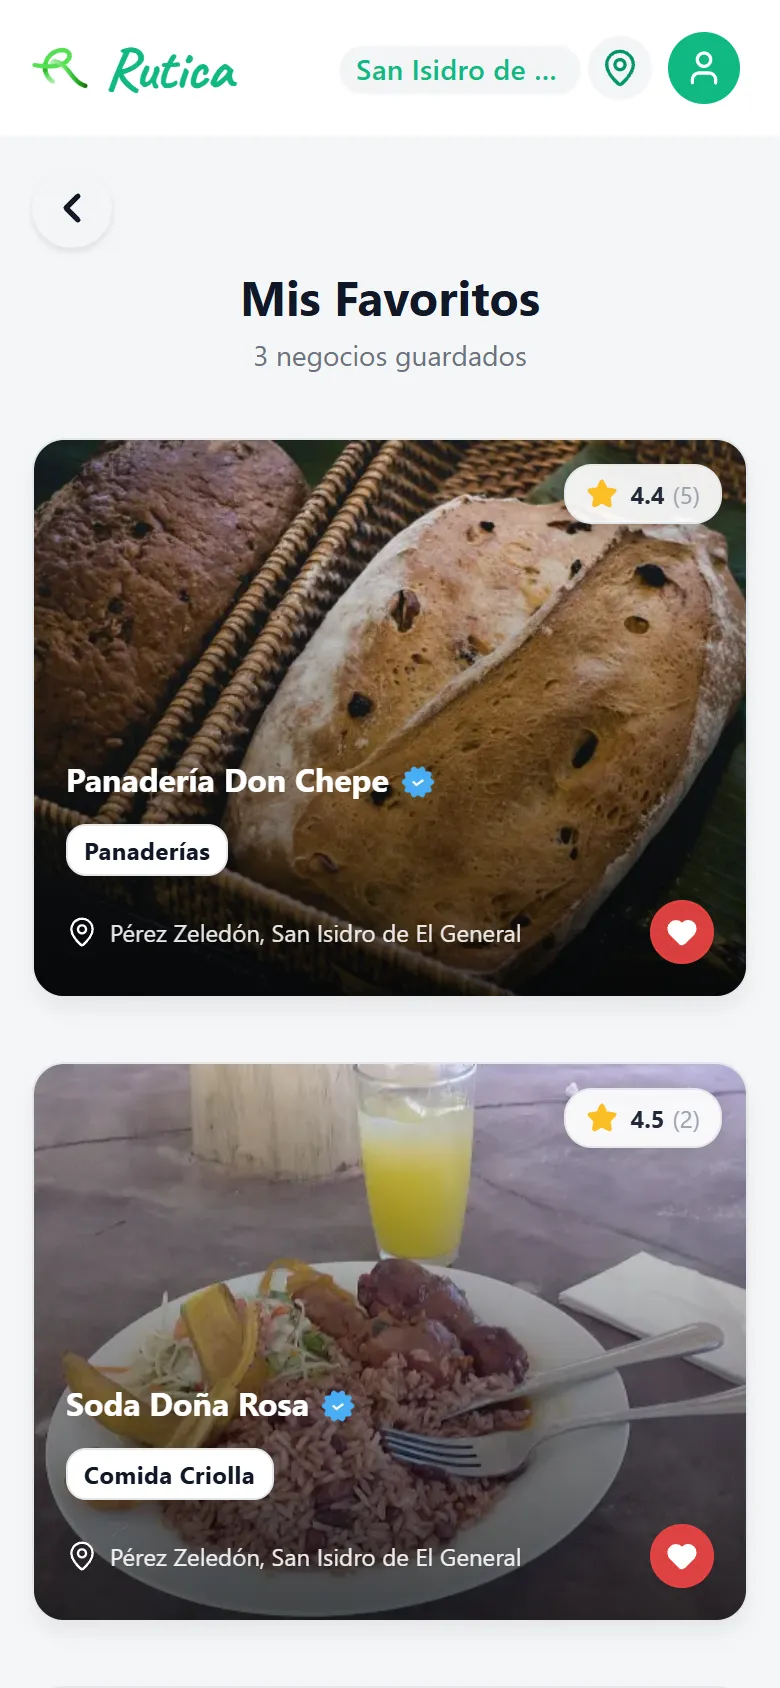 Rutica
San Isidro de ...
Mis Favoritos
3 negocios guardados
4.4 (5)
Panadería Don Chepe
Panaderías
Pérez Zeledón, San Isidro de El General
4.5 (2)
Soda Doña Rosa
Comida Criolla
Pérez Zeledón, San Isidro de El General